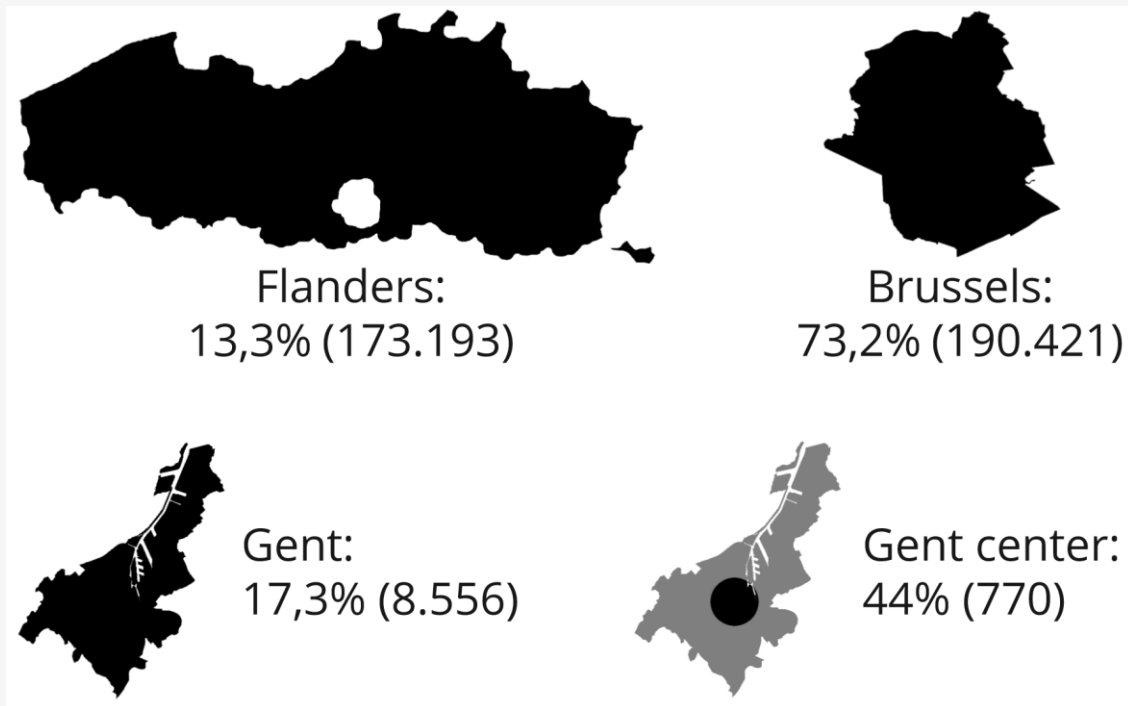 Flanders:
13,3% (173.193)
Brussels:
73,2% (190.421)
Gent:
17,3% (8.556)
Gent center:
44% (770)